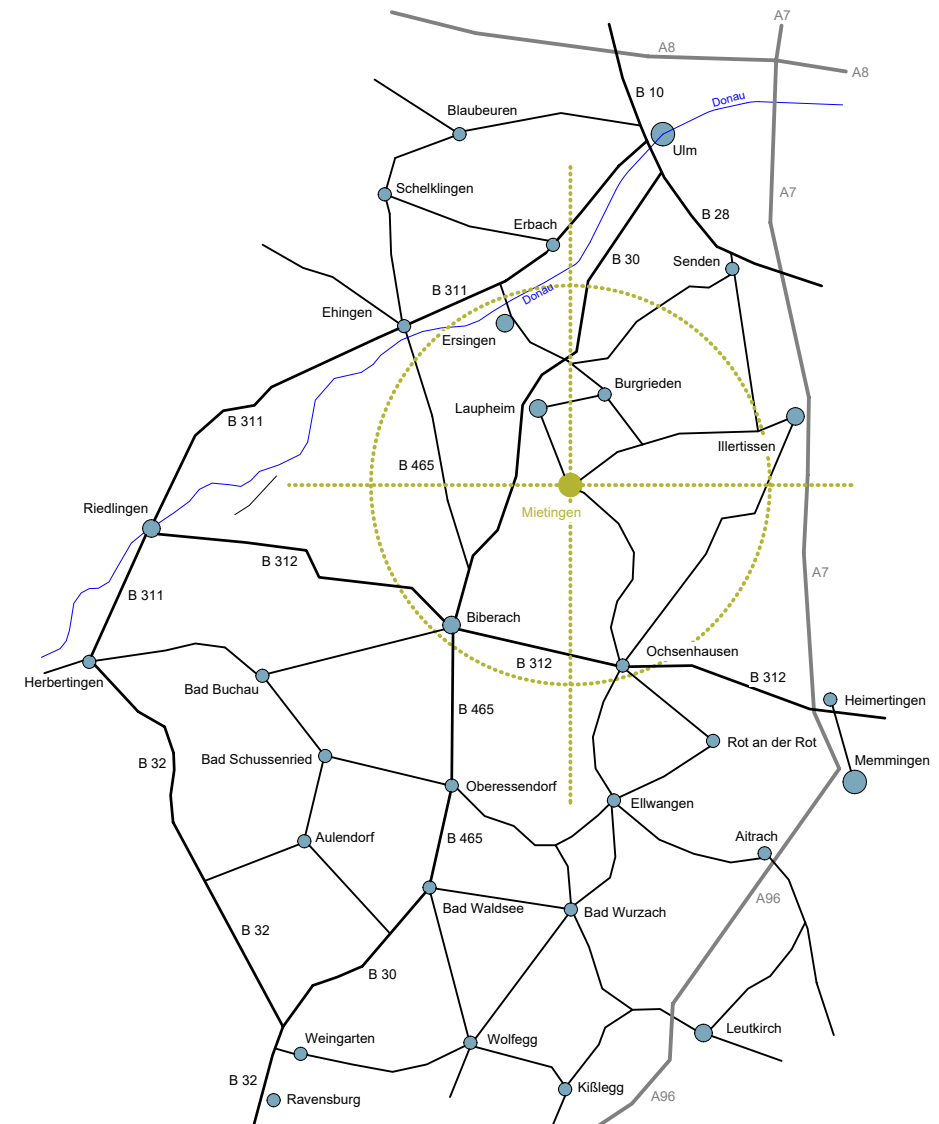 A7
A8
A8
B 10
Donau
Blaubeuren
Ulm
Schelklingen
A7
B 28
Erbach
B 30
Senden
B 311
Donau
Ehingen
Ersingen
Burgrieden
Laupheim
B 311
Illertissen
B 465
Riedlingen
Mietingen
B 312
A7
B 311
Biberach
Ochsenhausen
B 312
B 312
Herbertingen
Bad Buchau
Heimertingen
B 465
Rot an der Rot
Bad Schussenried
B 32
Memmingen
Oberessendorf
Ellwangen
Aulendorf
B 465
Aitrach
A96
Bad Waldsee
Bad Wurzach
B 32
B 30
Leutkirch
Weingarten
Wolfegg
B 32
Kißlegg
A96
Ravensburg